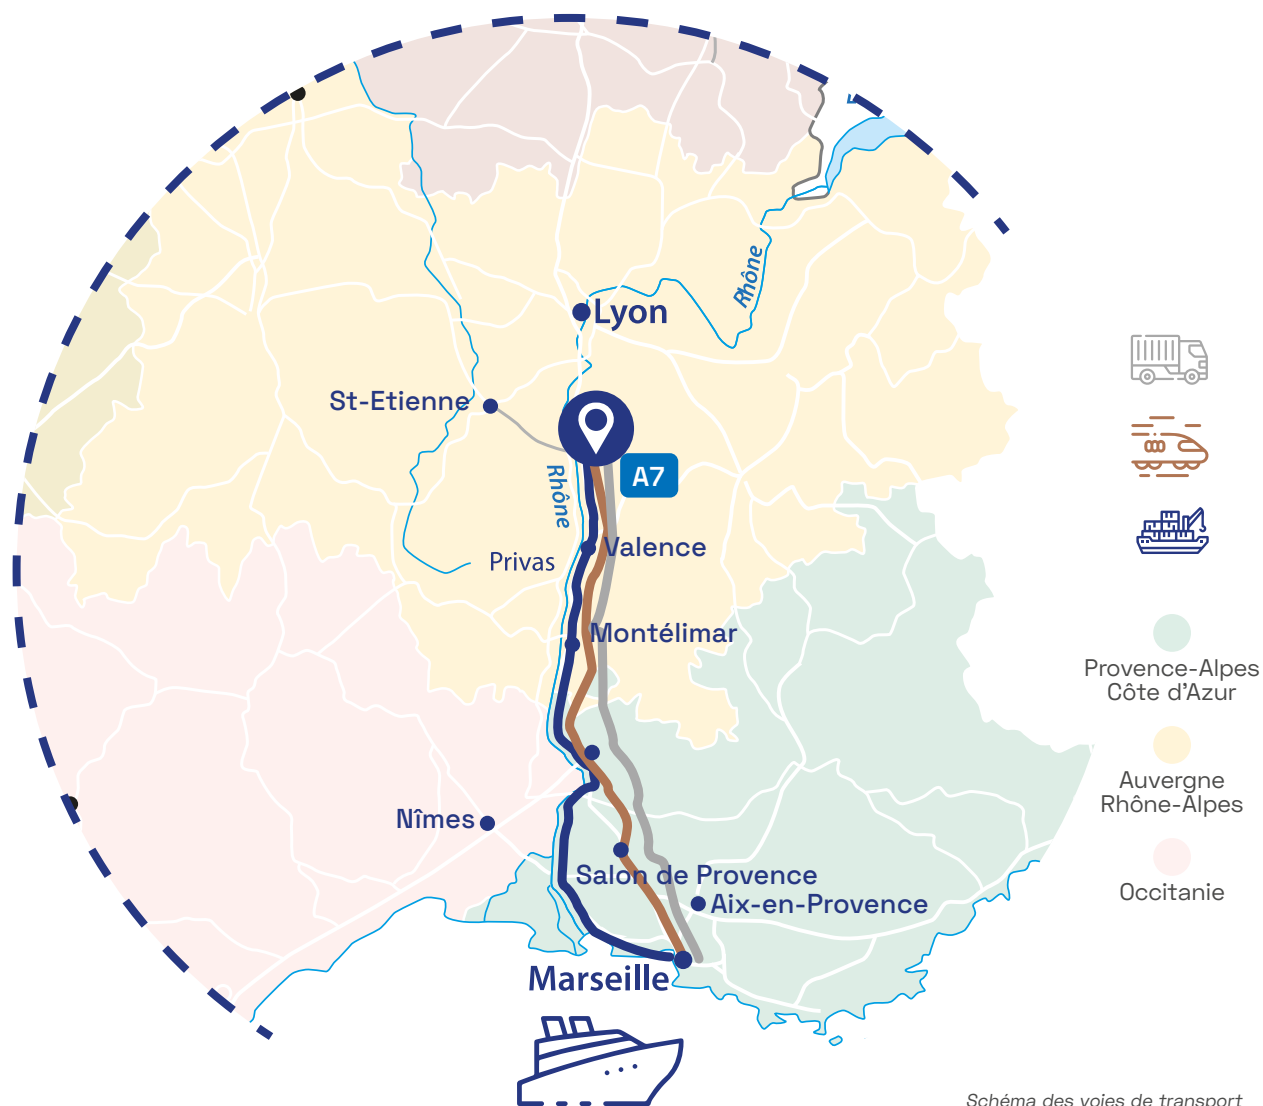 Rhône
Lyon
St-Etienne
A7
Rhône
Valence
Privas
Montélimar
Provence-Alpes
Côte d'Azur
Auvergne
Rhône-Alpes
Nîmes
Salon de Provence
Occitanie
Aix-en-Provence
Marseille
Schéma des voies de transport